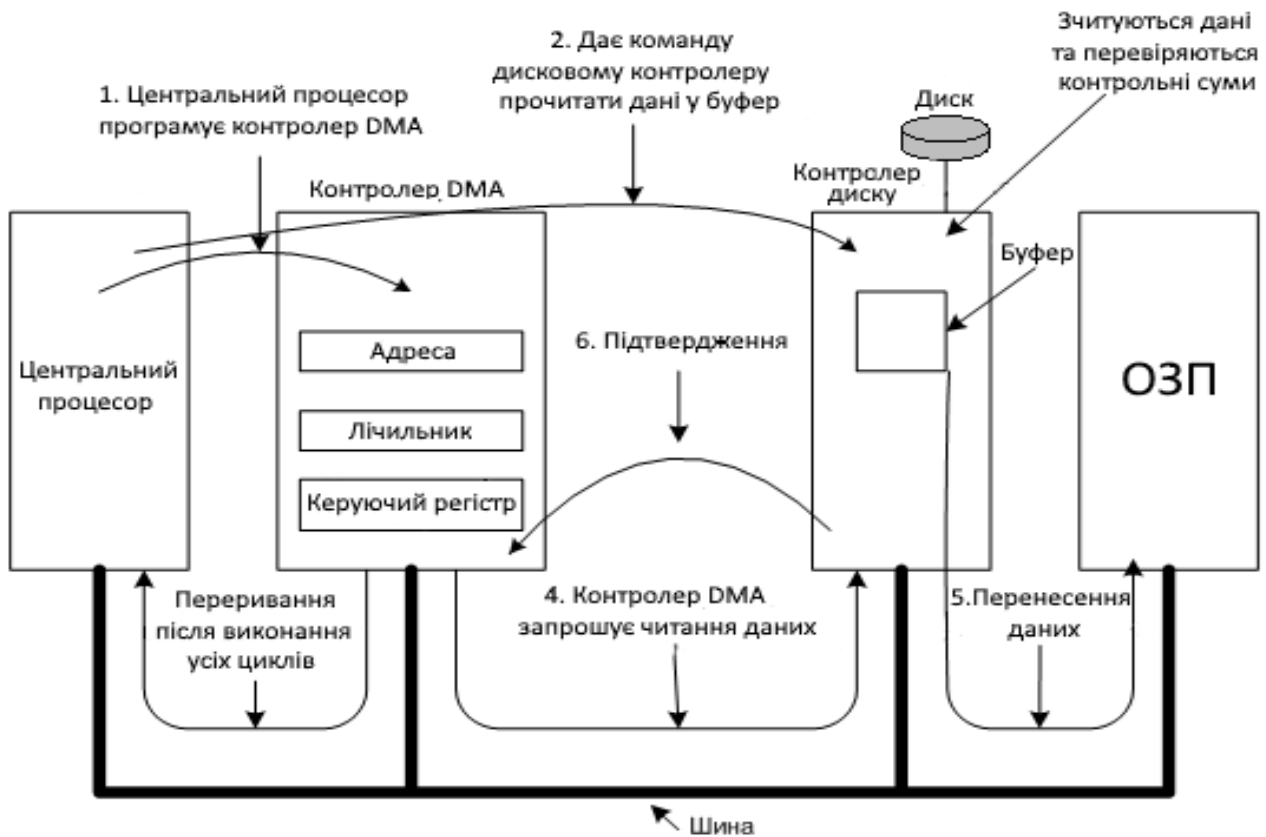 1. Центральний процесор
програмує контролер DMA
2. Дає команду
дисковому контролеру
прочитати дані у буфер
Зчитуються дані
та перевіряються
контрольні суми
Диск
Контролер DMA
Контролер
диску
Буфер
Центральний
процесор
Адреса
Лічильник
Керуючий регістр
6. Підтвердження
ОЗП
Переривання
після виконання
усіх циклів
4. Контролер DMA
запрошує читання даних
5.Перенесення
даних
Шина